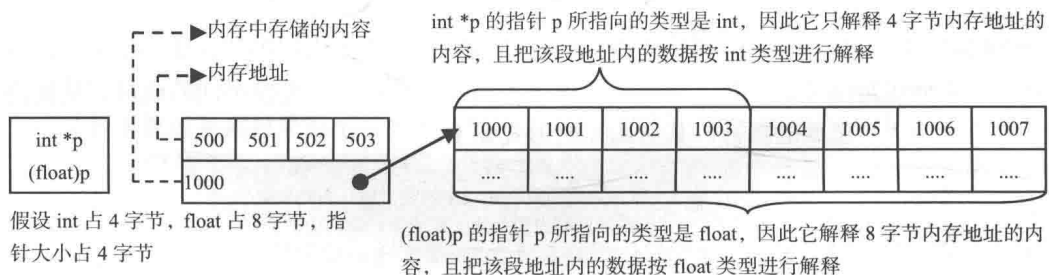 int *p 的指针 p 所指向的类型是 int，因此它只解释 4 字节内存地址的
内容，且把该段地址内的数据按 int 类型进行解释
内存中存储的内容
内存地址
int *p
(float)p
500 501 502 503
1000
1000 1001 1002 1003 1004 1005 1006 1007
..... ..... ..... .... .... .... ....
假设 int 占 4 字节，float 占 8 字节，指
针大小占 4 字节
(float)p 的指针 p 所指向的类型是 float，因此它解释 8 字节内存地址的内
容，且把该段地址内的数据按 float 类型进行解释